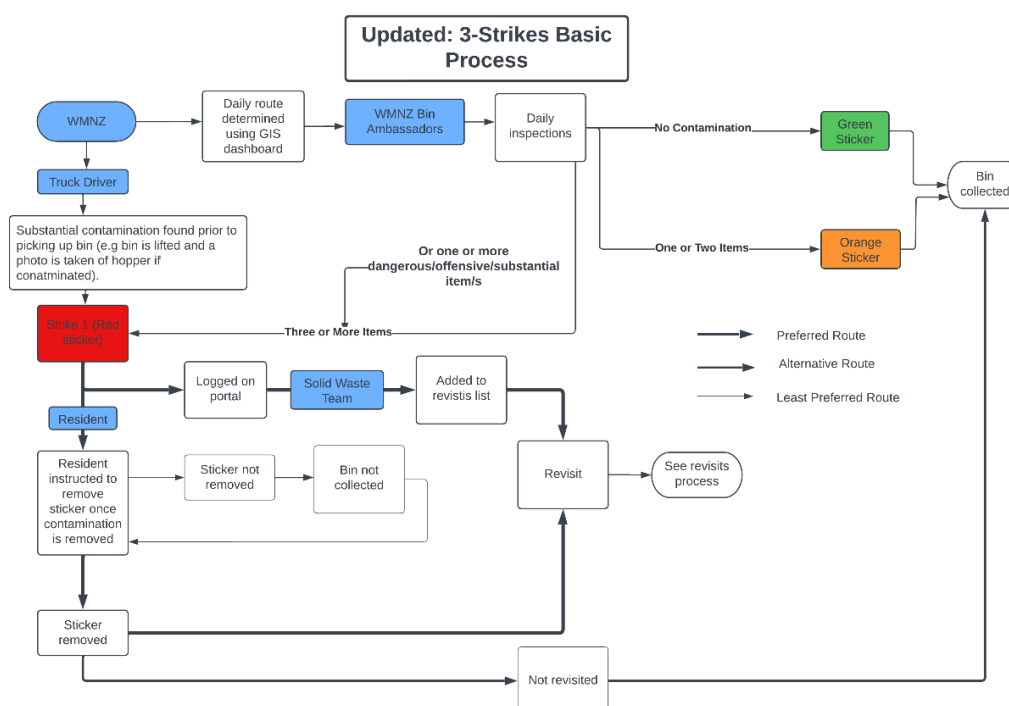 Updated: 3-Strikes Basic
Process
WMNZ
Daily route
determined
using GIS
dashboard
WMNZ Bin
Ambassadors
Daily
inspections
No Contamination
Green
Sticker
Bin
collected
Truck Driver
Substantial contamination found prior to
picking up bin (e.g bin is lifted and a
photo is taken of hopper if
conatminated).
Or one or more
dangerous/offensive/substantial
item/s
One or Two Items
Orange
Sticker
Strike 1 (Red
sticker)
Three or More Items
Preferred Route
Alternative Route
Least Preferred Route
Logged on
portal
Solid Waste
Team
Added to
revistis list
Resident
Resident
instructed to
remove
sticker once
contamination
is removed
Sticker not
removed
Bin not
collected
Revisit
See revisits
process
Sticker
removed
Not revisited